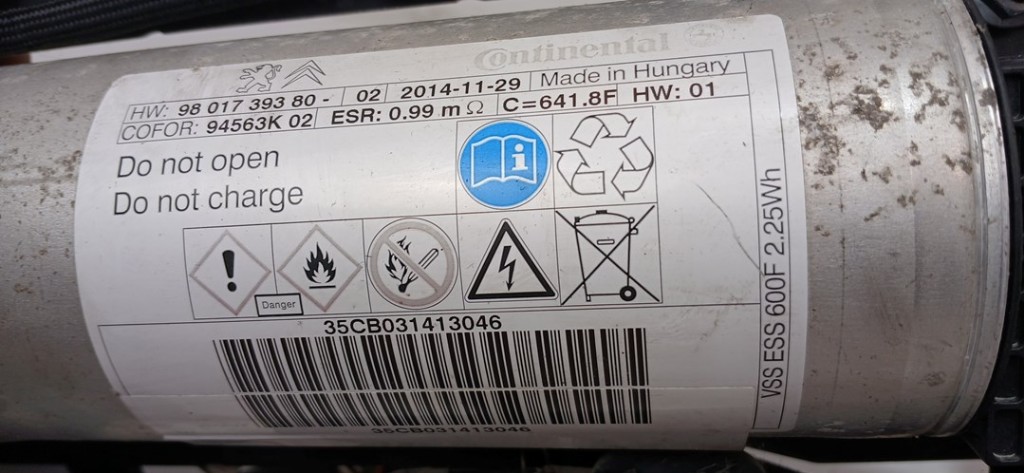 Continental
HW: 98 017 393 80 - 02 2014-11-29 Made in Hungary
COFOR: 94563K 02 ESR: 0.99 m Ω C=641.8F HW: 01
Do not open
Do not charge
i
!
Danger
35CB031413046
35CB031413046
VSS ESS 600F 2.25Wh